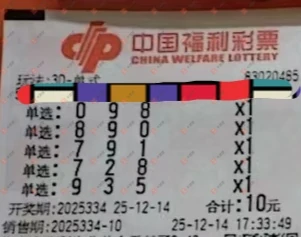 中国福利彩票
CHINA WELFARE LOTTERY
玩法:3D-单式 83020485
单选: 0 9 8 x1
单选: 8 9 0 x1
单选: 7 9 1 x1
单选: 7 2 8 x1
单选: 9 3 5 x1
开奖期:2025334 25-12-14 合计:10元
销售期:2025334-10 25-12-14 17:33:49